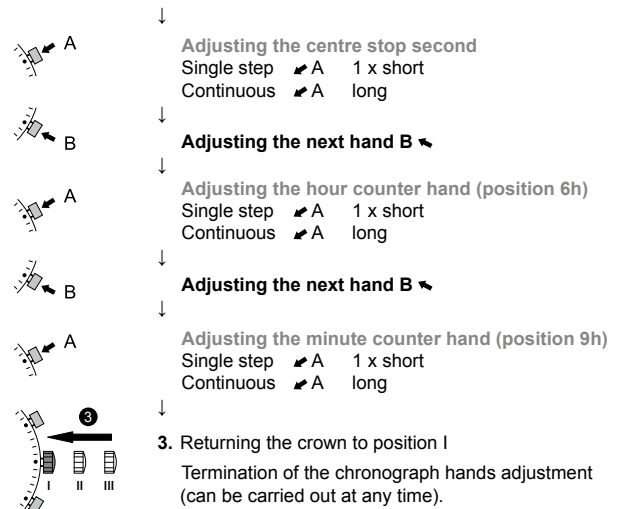 ↓
A
Adjusting the centre stop second
Single step A 1 x short
Continuous A long
↓
B
Adjusting the next hand B
↓
A
Adjusting the hour counter hand (position 6h)
Single step A 1 x short
Continuous A long
↓
B
Adjusting the next hand B
↓
A
Adjusting the minute counter hand (position 9h)
Single step A 1 x short
Continuous A long
↓
3
I II III
3. Returning the crown to position I
Termination of the chronograph hands adjustment
(can be carried out at any time).